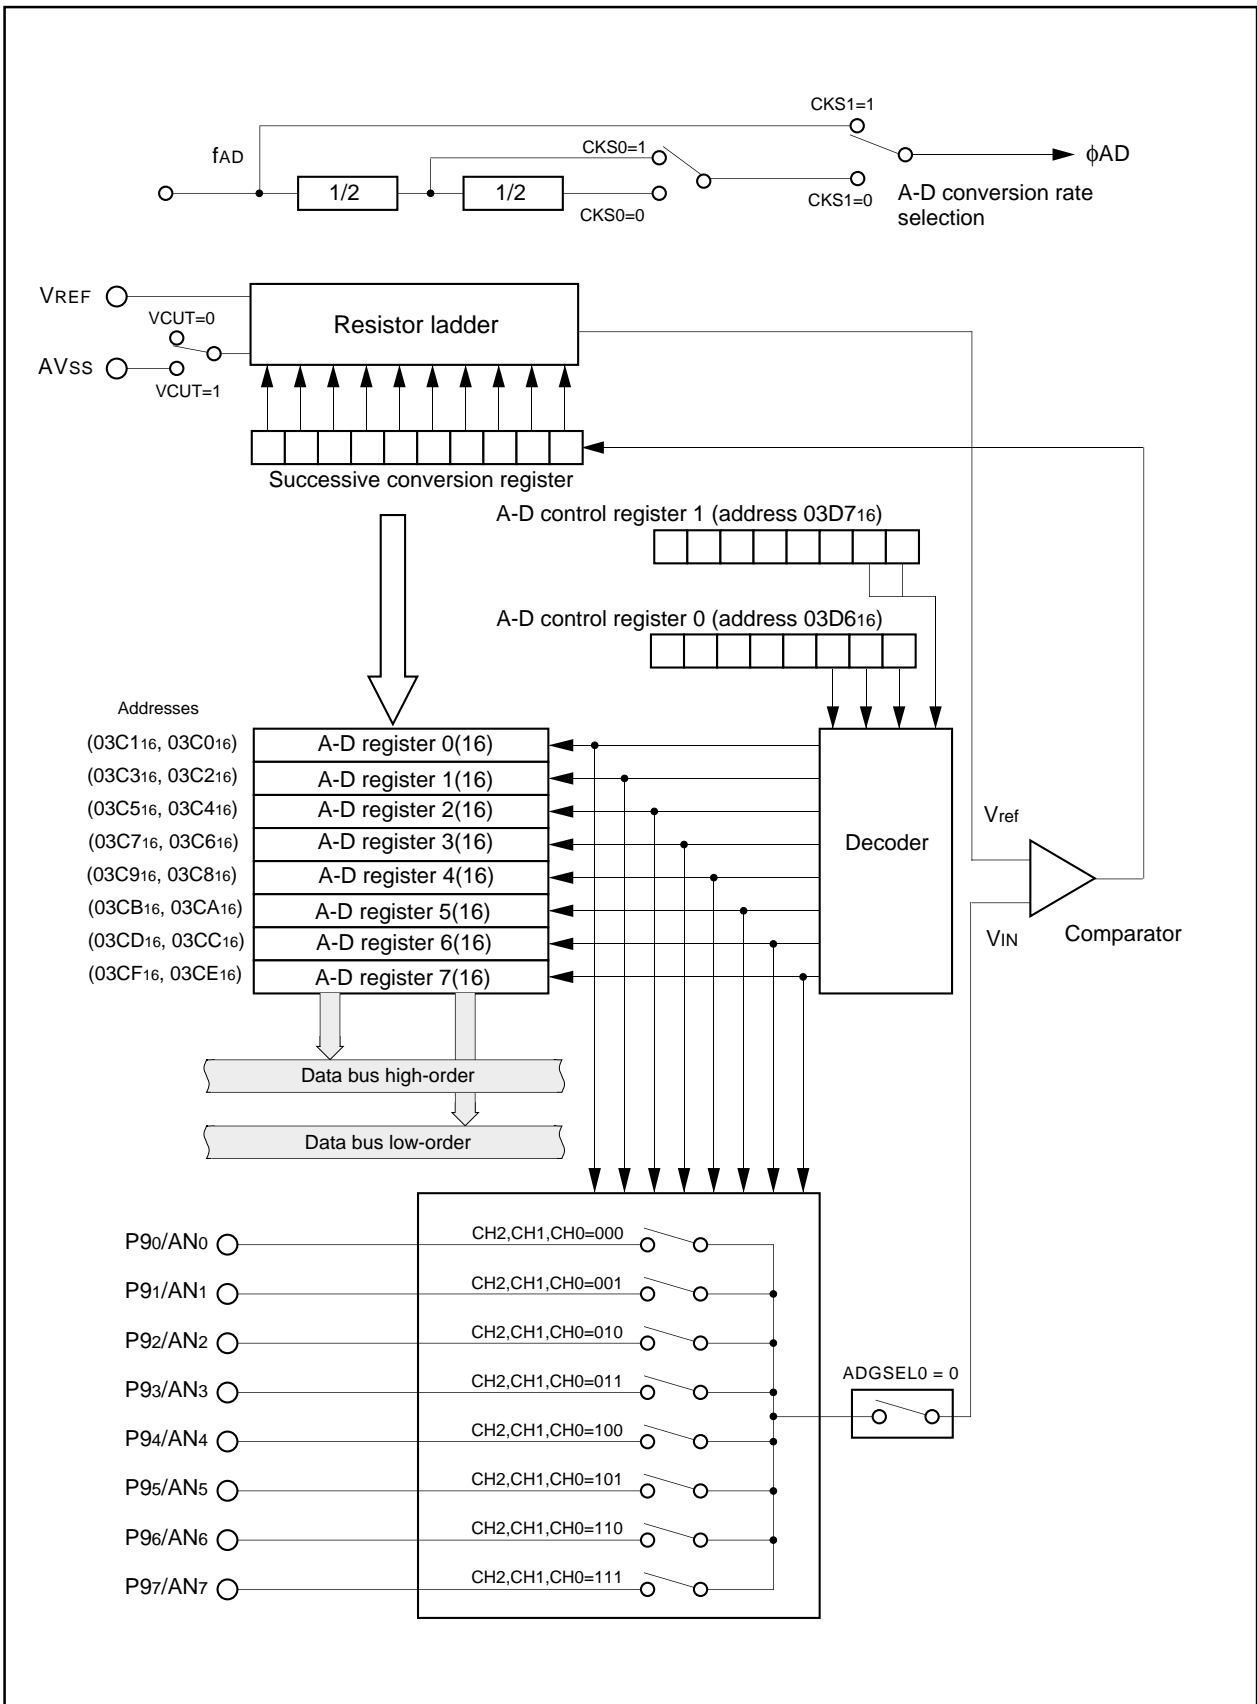 CKS1=1
fAD
CKS0=1
ϕAD
1/2
1/2
CKS0=0
CKS1=0
A-D conversion rate
selection
VREF
VCUT=0
Resistor ladder
AVSS
VCUT=1
Successive conversion register
A-D control register 1 (address 03D716)
A-D control register 0 (address 03D616)
Addresses
(03C116, 03C016)
A-D register 0(16)
(03C316, 03C216)
A-D register 1(16)
(03C516, 03C416)
A-D register 2(16)
(03C716, 03C616)
A-D register 3(16)
(03C916, 03C816)
A-D register 4(16)
(03CB16, 03CA16)
A-D register 5(16)
(03CD16, 03CC16)
A-D register 6(16)
(03CF16, 03CE16)
A-D register 7(16)
Decoder
Vref
VIN
Comparator
Data bus high-order
Data bus low-order
P90/AN0
CH2,CH1,CH0=000
P91/AN1
CH2,CH1,CH0=001
P92/AN2
CH2,CH1,CH0=010
P93/AN3
CH2,CH1,CH0=011
ADGSEL0 = 0
P94/AN4
CH2,CH1,CH0=100
P95/AN5
CH2,CH1,CH0=101
P96/AN6
CH2,CH1,CH0=110
P97/AN7
CH2,CH1,CH0=111